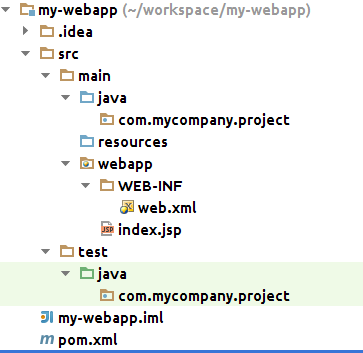 my-webapp (~/workspace/my-webapp)
.idea
src
main
java
com.mycompany.project
resources
webapp
WEB-INF
web.xml
JSP index.jsp
test
java
com.mycompany.project
my-webapp.iml
m pom.xml